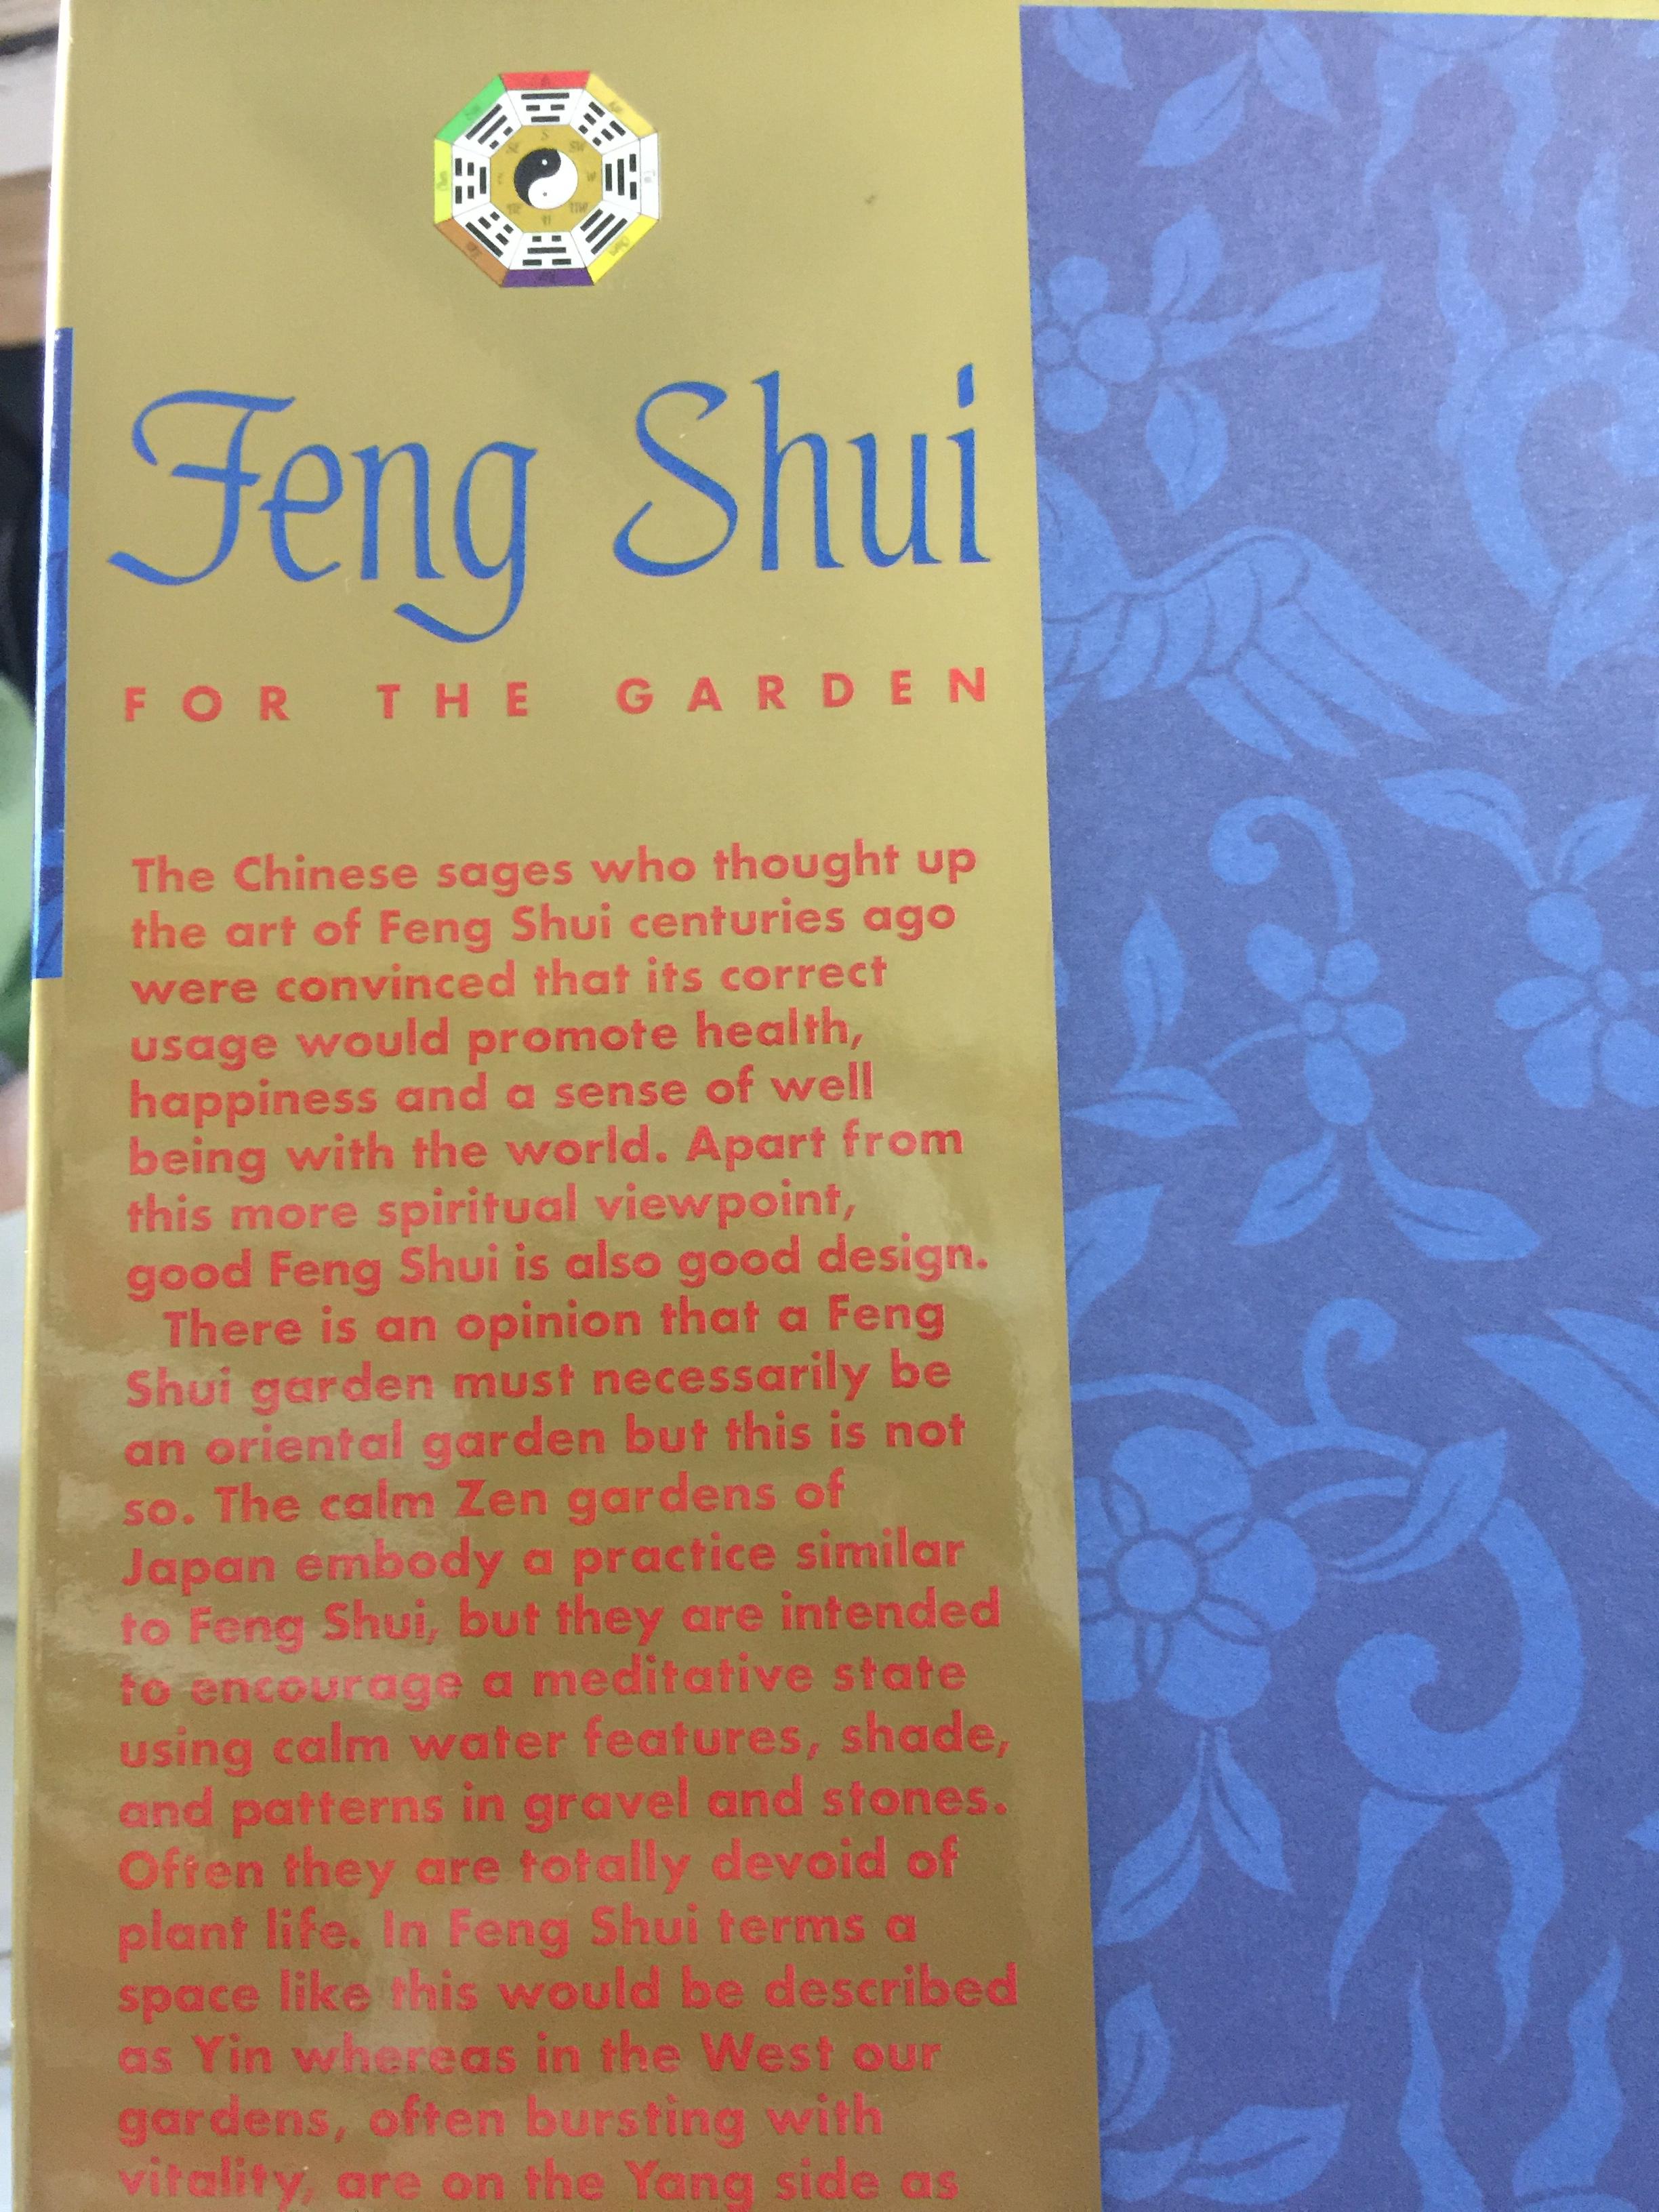 S
SW
W
NW
N
NE
SE
Feng Shui
FOR THE GARDEN
The Chinese sages who thought up
the art of Feng Shui centuries ago
were convinced that its correct
usage would promote health,
happiness and a sense of well
being with the world. Apart from
this more spiritual viewpoint,
good Feng Shui is also good design.
There is an opinion that a Feng
Shui garden must necessarily be
an oriental garden but this is not
so. The calm Zen gardens of
Japan embody a practice similar
to Feng Shui, but they are intended
to encourage a meditative state
using calm water features, shade,
and patterns in gravel and stones.
Often they are totally devoid of
plant life. In Feng Shui terms a
space like this would be described
as Yin whereas in the West our
gardens, often bursting with
vitality, are on the Yang side as